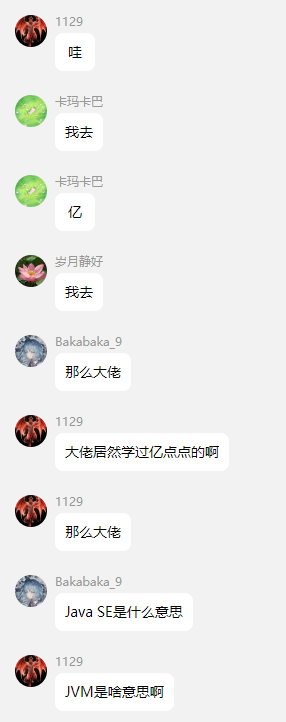 1129
哇
卡玛卡巴
我去
卡玛卡巴
亿
岁月静好
我去
Bakabaka_9
那么大佬
1129
大佬居然学过亿点点的啊
1129
那么大佬
Bakabaka_9
Java SE是什么意思
1129
JVM是啥意思啊